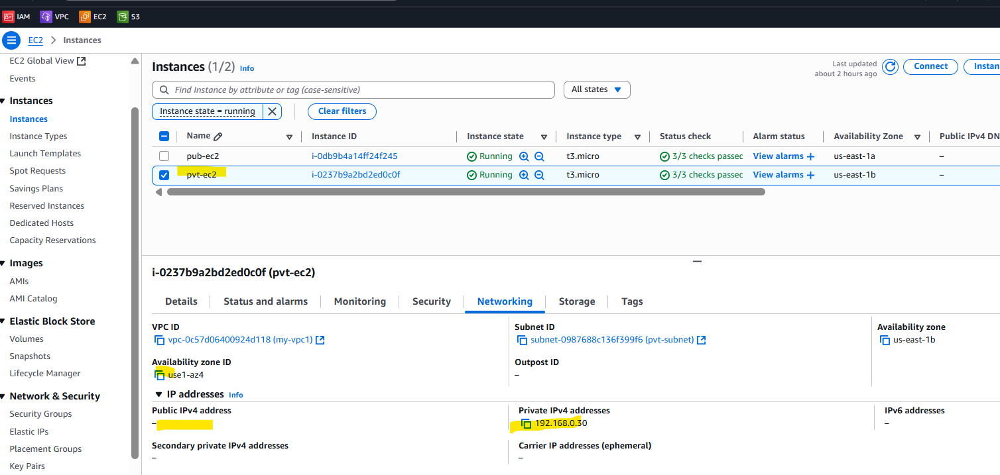 IAM VPC EC2 S3
EC2 > Instances
EC2 Global View
Events
Instances
Instances
Instance Types
Launch Templates
Spot Requests
Savings Plans
Reserved Instances
Dedicated Hosts
Capacity Reservations
Images
AMIs
AMI Catalog
Elastic Block Store
Volumes
Snapshots
Lifecycle Manager
Network & Security
Security Groups
Elastic IPs
Placement Groups
Key Pairs
Instances (1/2) Info
Last updated
about 2 hours ago
Connect
Instan
Find Instance by attribute or tag (case-sensitive)
All states
Instance state = running
Clear filters
Name Instance ID Instance state Instance type Status check Alarm status Availability Zone Public IPv4 DN
pub-ec2 i-0db9b4a14ff24f245 Running t3.micro 3/3 checks passec View alarms + us-east-1a –
pvt-ec2 i-0237b9a2bd2ed0c0f Running t3.micro 3/3 checks passec View alarms + us-east-1b –
i-0237b9a2bd2ed0c0f (pvt-ec2)
Details Status and alarms Monitoring Security Networking Storage Tags
VPC ID
vpc-0c57d06400924d118 (my-vpc1)
Subnet ID
subnet-0987688c136f399f6 (pvt-subnet)
Availability zone
us-east-1b
Availability zone ID
use1-az4
Outpost ID
–
IP addresses Info
Public IPv4 address
–
Private IPv4 addresses
192.168.0.30
IPv6 addresses
–
Secondary private IPv4 addresses
–
Carrier IP addresses (ephemeral)
–